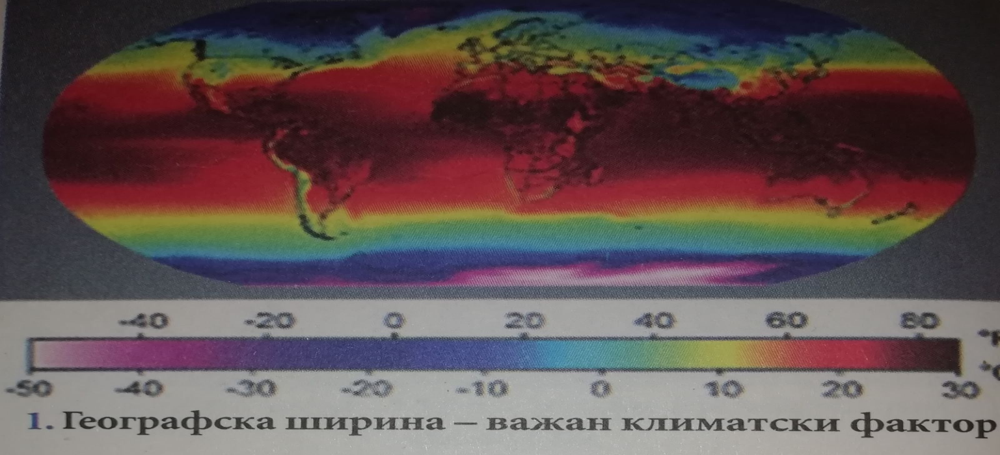 -40 -20 0 20 40 60 80
-50 -40 -30 -20 -10 0 10 20 30
1. Географска ширина – важан климатски фактор